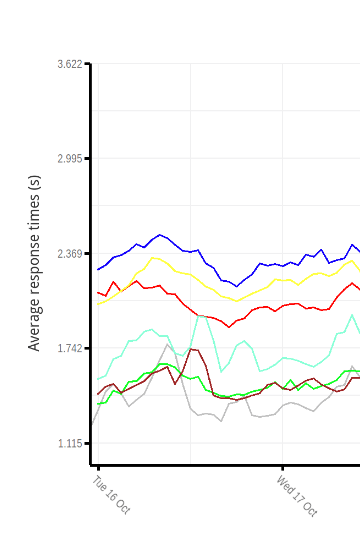 3.622
2.995
2.369
1.742
1.115
Average response times (s)
Tue 16 Oct
Wed 17 Oct